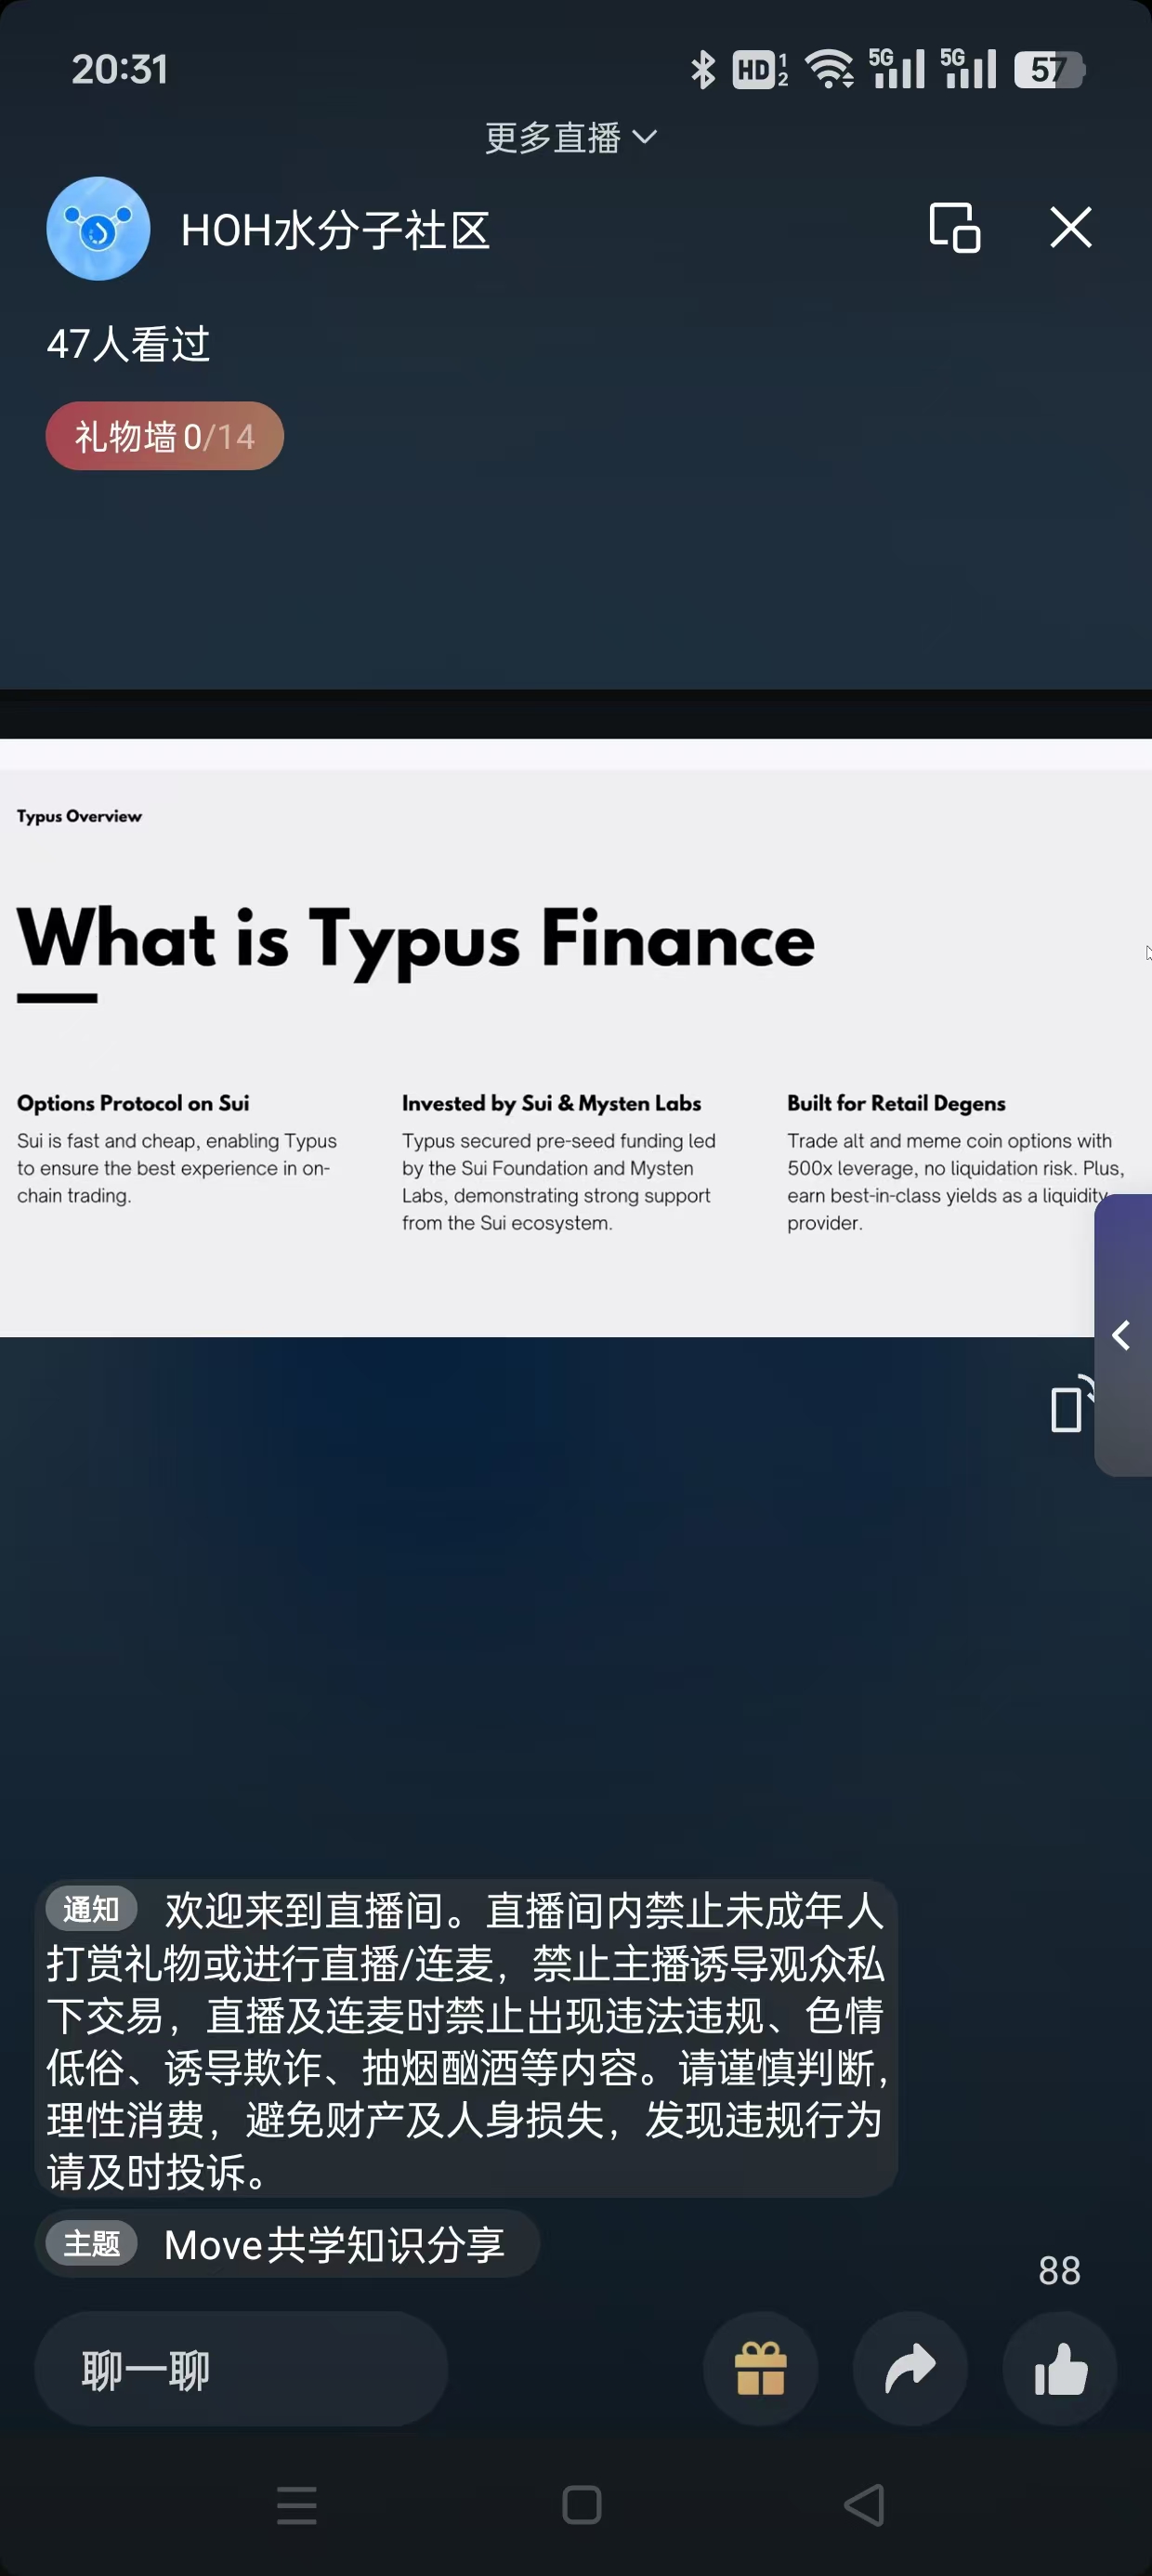 20:31
HD 1 2 5G 5G 57
更多直播
HOH水分子社区
47人看过
礼物墙 0/14
Typus Overview
What is Typus Finance
Options Protocol on Sui
Sui is fast and cheap, enabling Typus
to ensure the best experience in on-
chain trading.
Invested by Sui & Mysten Labs
Typus secured pre-seed funding led
by the Sui Foundation and Mysten
Labs, demonstrating strong support
from the Sui ecosystem.
Built for Retail Degens
Trade alt and meme coin options with
500x leverage, no liquidation risk. Plus,
earn best-in-class yields as a liquidity
provider.
通知 欢迎来到直播间。直播间内禁止未成年人
打赏礼物或进行直播/连麦，禁止主播诱导观众私
下交易，直播及连麦时禁止出现违法违规、色情
低俗、诱导欺诈、抽烟酗酒等内容。请谨慎判断，
理性消费，避免财产及人身损失，发现违规行为
请及时投诉。
主题 Move共学知识分享
88
聊一聊